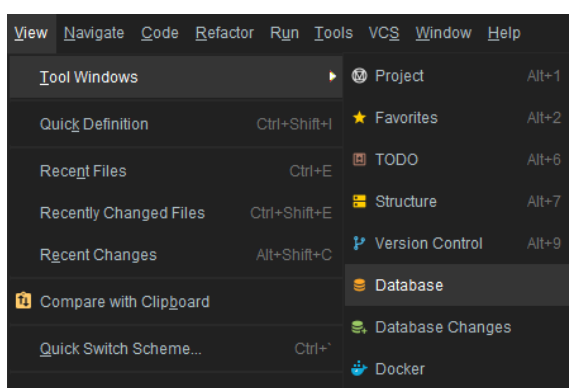 View Navigate Code Refactor Run Tools VCS Window Help
Tool Windows
Quick Definition Ctrl+Shift+I
Recent Files Ctrl+E
Recently Changed Files Ctrl+Shift+E
Recent Changes Alt+Shift+C
Compare with Clipboard
Quick Switch Scheme... Ctrl+`
Project Alt+1
Favorites Alt+2
TODO Alt+6
Structure Alt+7
Version Control Alt+9
Database
Database Changes
Docker